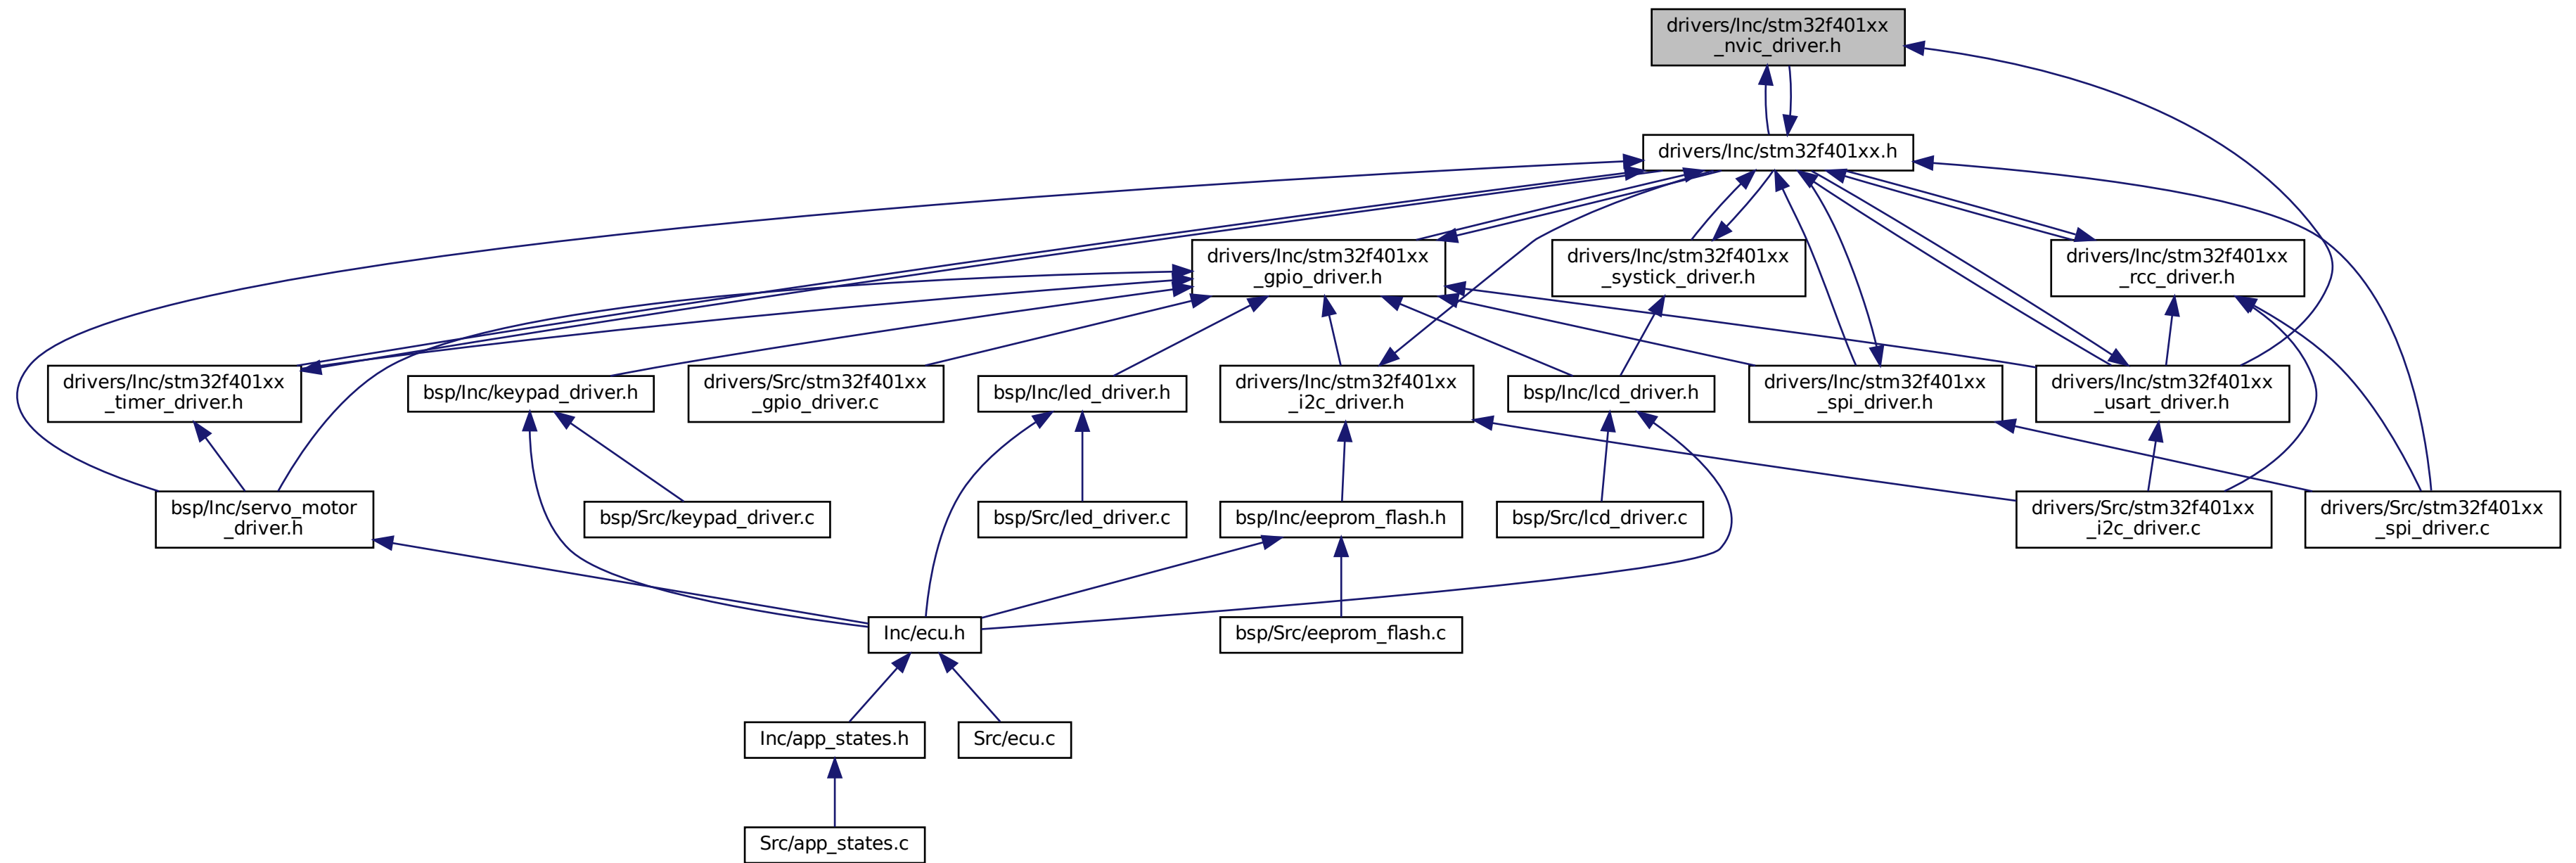 drivers/Inc/stm32f401xx
_nvic_driver.h
drivers/Inc/stm32f401xx.h
drivers/Inc/stm32f401xx
_gpio_driver.h
drivers/Inc/stm32f401xx
_systick_driver.h
drivers/Inc/stm32f401xx
_rcc_driver.h
drivers/Inc/stm32f401xx
_timer_driver.h
bsp/Inc/keypad_driver.h
drivers/Src/stm32f401xx
_gpio_driver.c
bsp/Inc/led_driver.h
drivers/Inc/stm32f401xx
_i2c_driver.h
bsp/Inc/lcd_driver.h
drivers/Inc/stm32f401xx
_spi_driver.h
drivers/Inc/stm32f401xx
_usart_driver.h
bsp/Inc/servo_motor
_driver.h
bsp/Src/keypad_driver.c
bsp/Src/led_driver.c
bsp/Inc/eeprom_flash.h
bsp/Src/lcd_driver.c
drivers/Src/stm32f401xx
_i2c_driver.c
drivers/Src/stm32f401xx
_spi_driver.c
Inc/ecu.h
bsp/Src/eeprom_flash.c
Inc/app_states.h
Src/ecu.c
Src/app_states.c